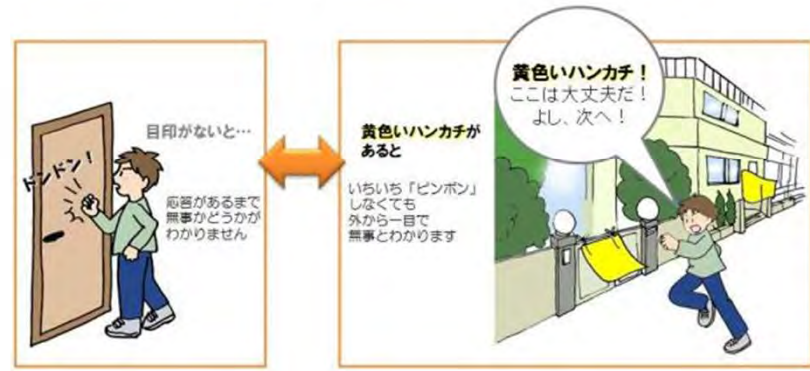 目印がないと…
ドンドン！
応答があるまで
無事かどうかが
わかりません
黄色いハンカチが
あると
いちいち「ピンポン」
しなくても
外から一目で
無事とわかります
黄色いハンカチ！
ここは大丈夫だ！
よし、次へ！